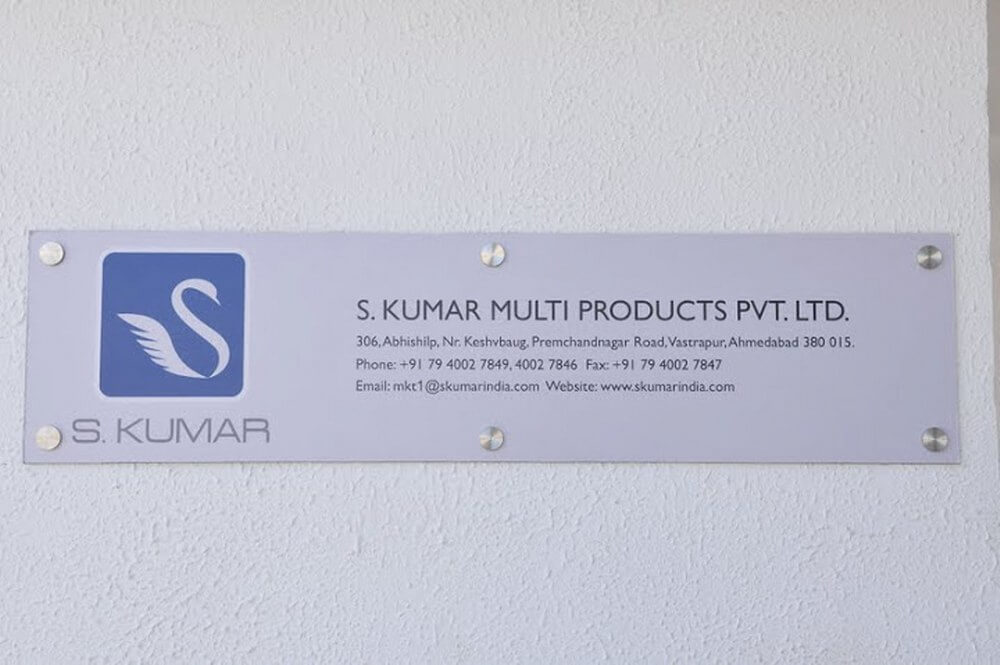 S. KUMAR
S. KUMAR MULTI PRODUCTS PVT. LTD.
306, Abhishilp, Nr. Keshvbaug, Premchandnagar Road, Vastrapur, Ahmedabad 380 015.
Phone: +91 79 4002 7849, 4002 7846 Fax: +91 79 4002 7847
Email: mkt1@skumarindia.com Website: www.skumarindia.com